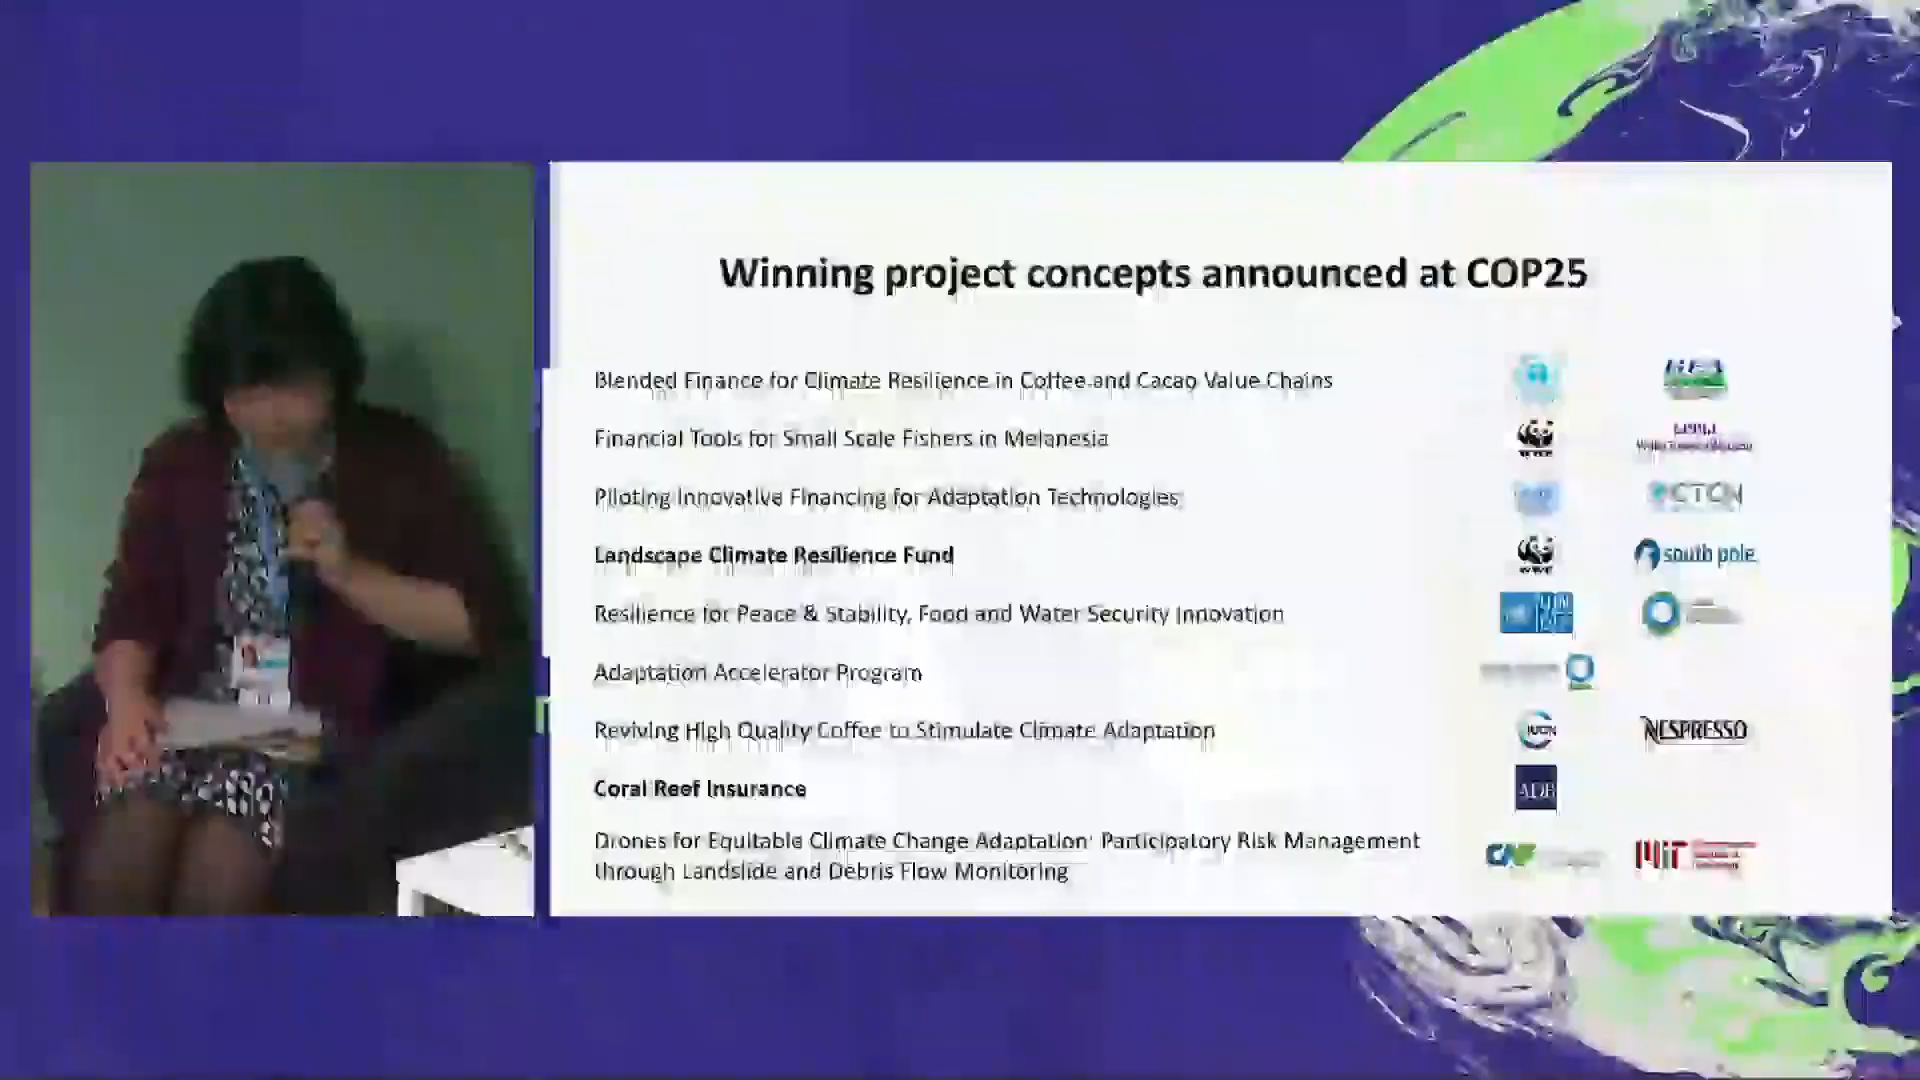 Winning project concepts announced at COP25
Blended Finance for Climate Resilience in Coffee and Cacao Value Chains
Financial Tools for Small Scale Fishers in Melanesia
WWF
Piloting Innovative Financing for Adaptation Technologies
CTCN
Landscape Climate Resilience Fund
WWF
south pole
Resilience for Peace & Stability, Food and Water Security Innovation
Adaptation Accelerator Program
Reviving High Quality Coffee to Stimulate Climate Adaptation
IUCN
NESPRESSO
Coral Reef Insurance
ADB
Drones for Equitable Climate Change Adaptation: Participatory Risk Management
through Landslide and Debris Flow Monitoring
CAF
MIT